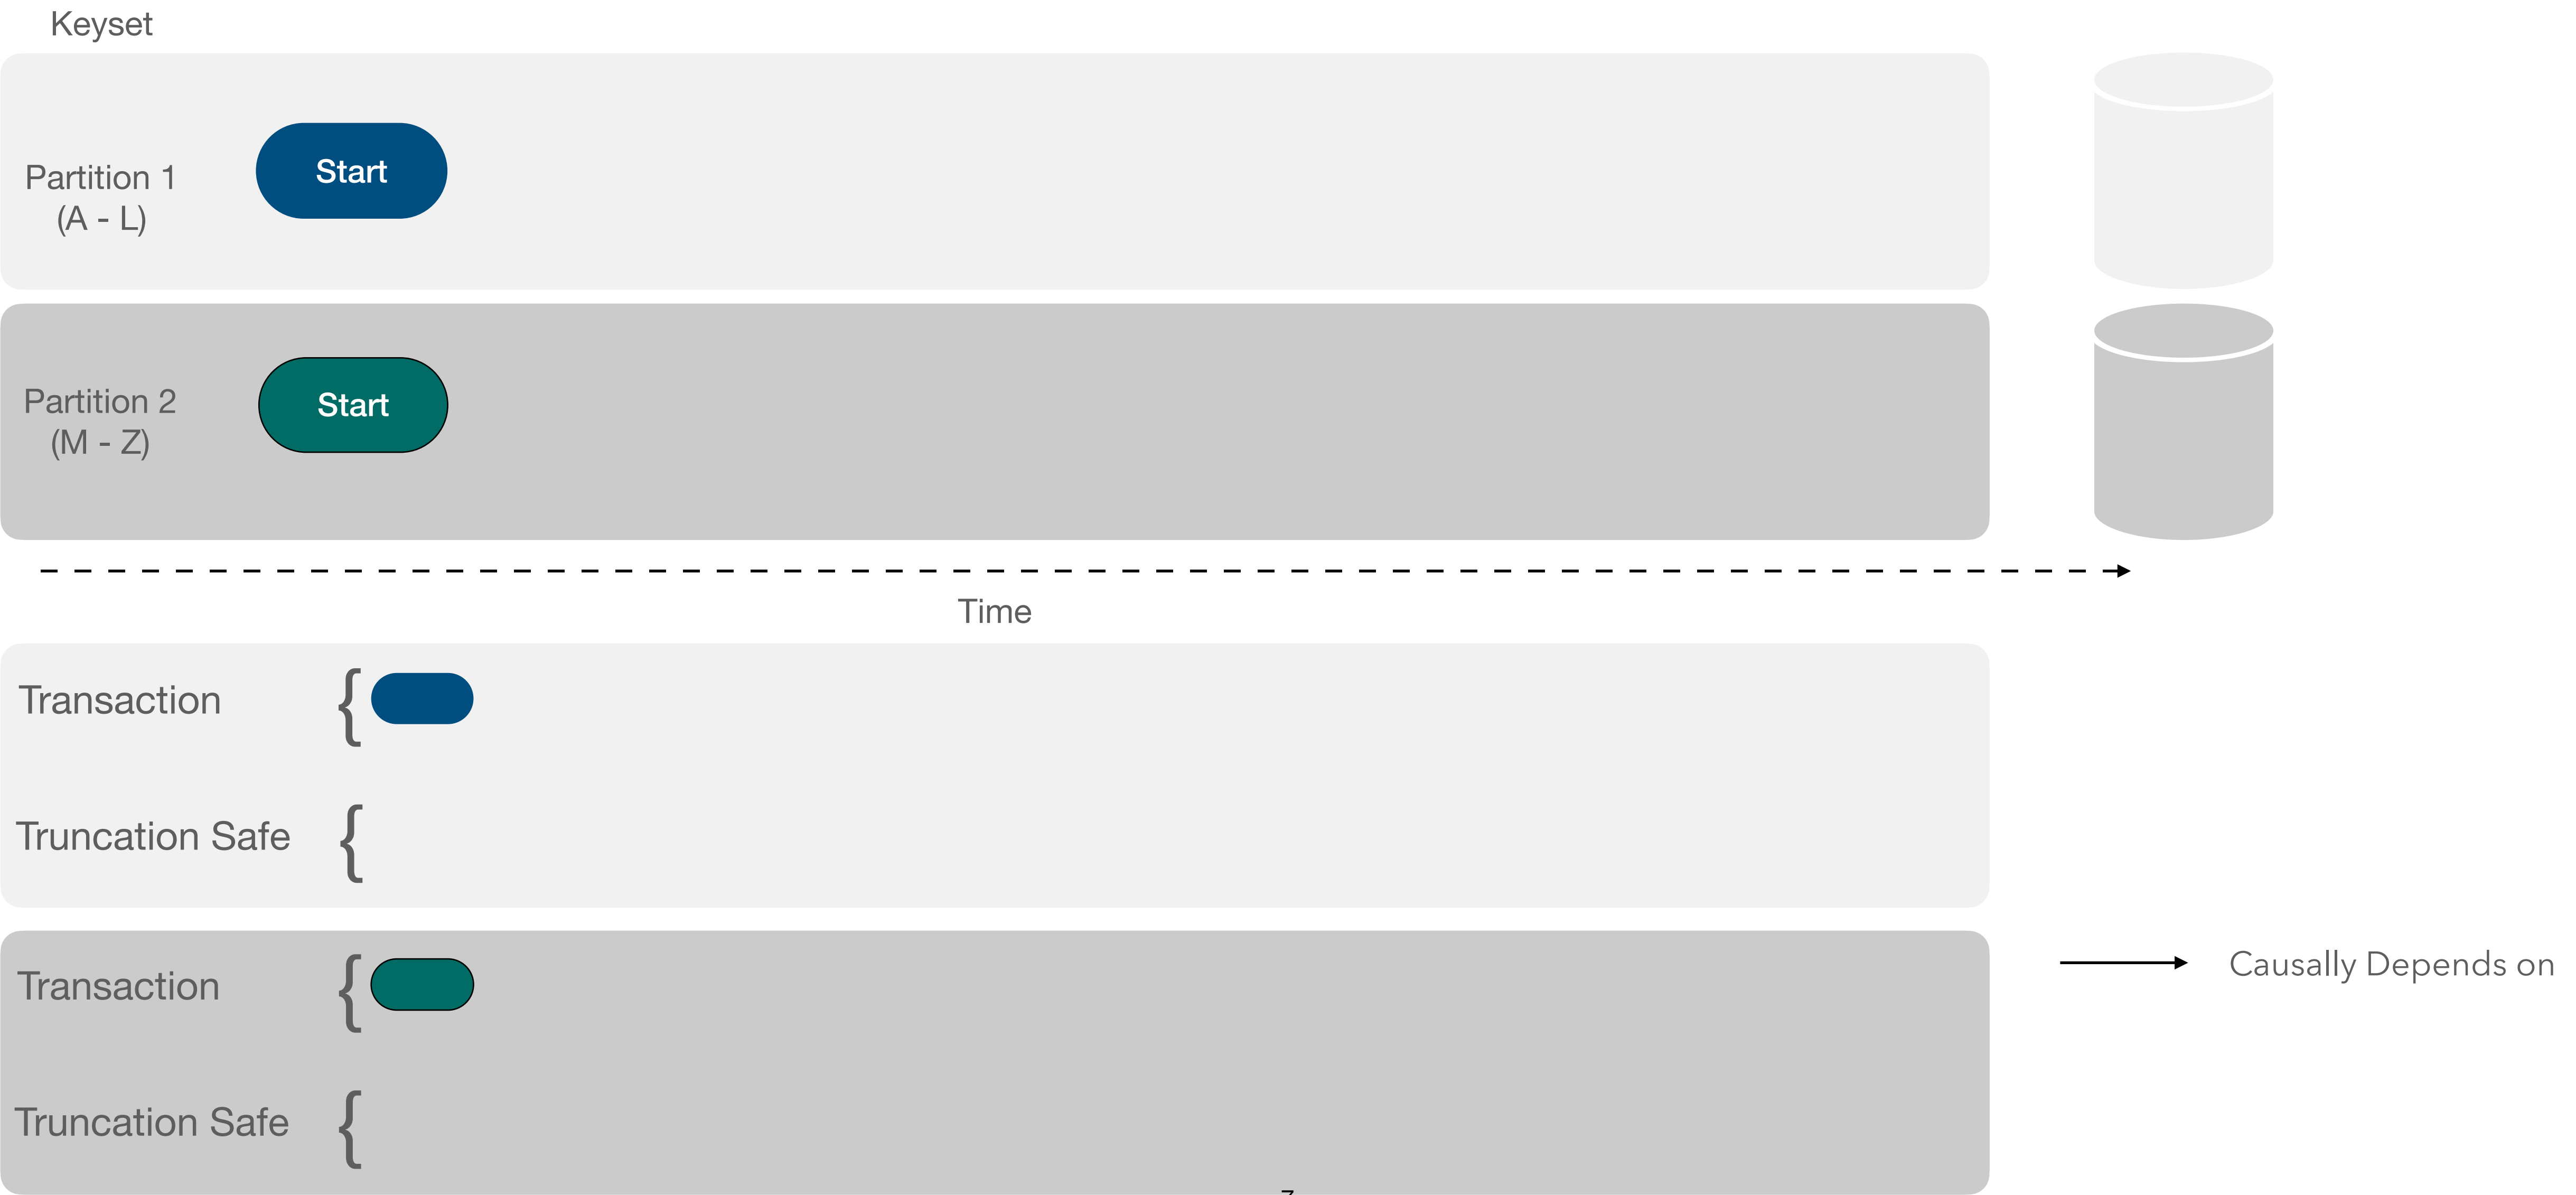 Keyset
Partition 1
(A - L)
Start
Partition 2
(M - Z)
Start
Time
Transaction {
Truncation Safe {
Transaction {
Truncation Safe {
Causally Depends on